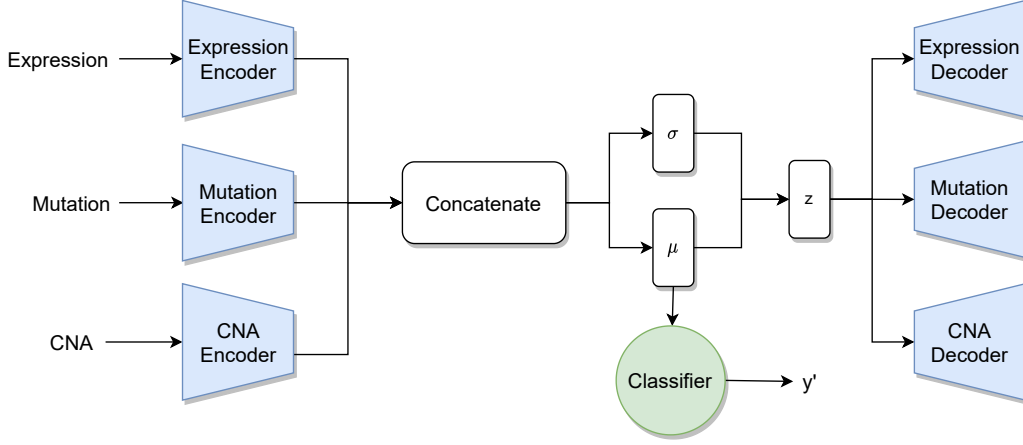 Expression
Expression
Encoder
Mutation
Mutation
Encoder
CNA
CNA
Encoder
Concatenate
σ
μ
Classifier
y'
z
Expression
Decoder
Mutation
Decoder
CNA
Decoder